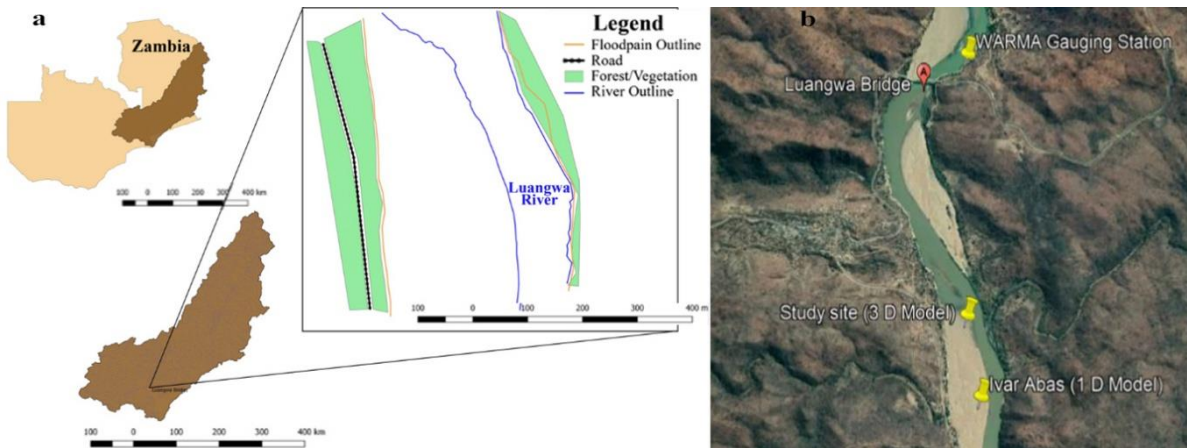 a
Zambia
100 0 100 200 300 400 km
Luangwa Bridge
100 0 100 200 300 400 km
Legend
Floodpain Outline
Road
Forest/Vegetation
River Outline
Luangwa
River
100 0 100 200 300 400 m
b
WARMA Gauging Station
A
Luangwa Bridge
Study site (3 D Model)
Ivar Abas (1 D Model)